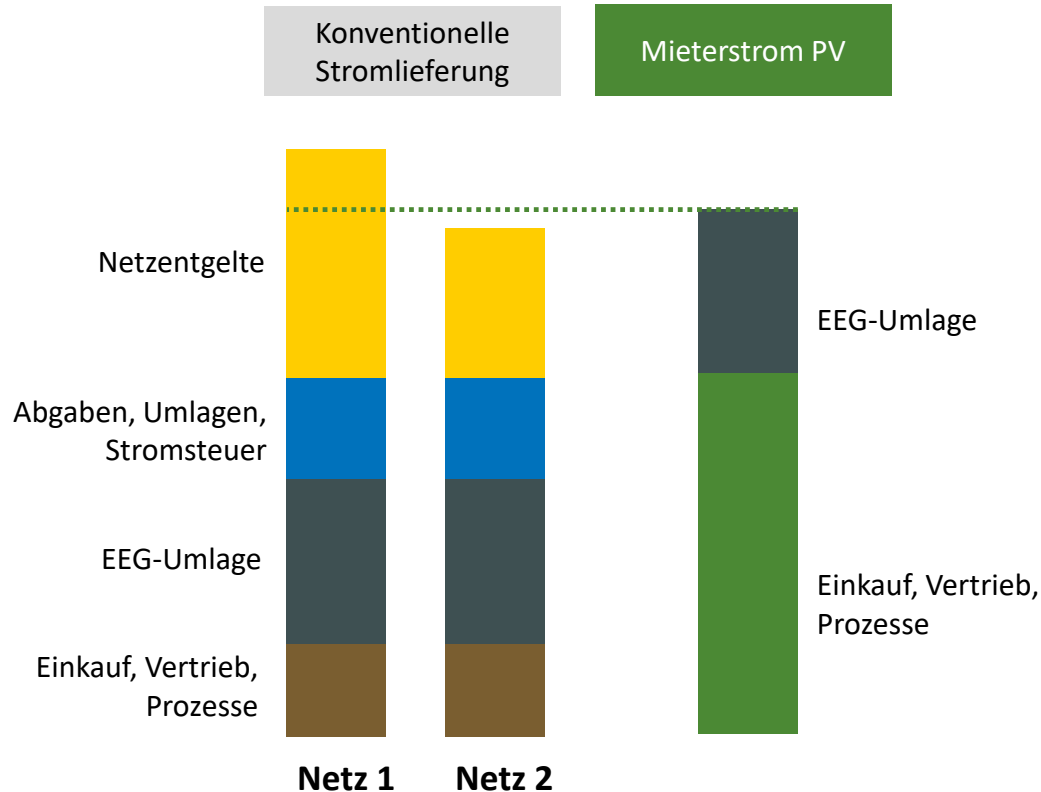 Konventionelle
Stromlieferung
Mieterstrom PV
Netzentgelte
Abgaben, Umlagen,
Stromsteuer
EEG-Umlage
Einkauf, Vertrieb,
Prozesse
EEG-Umlage
Einkauf, Vertrieb,
Prozesse
Netz 1
Netz 2